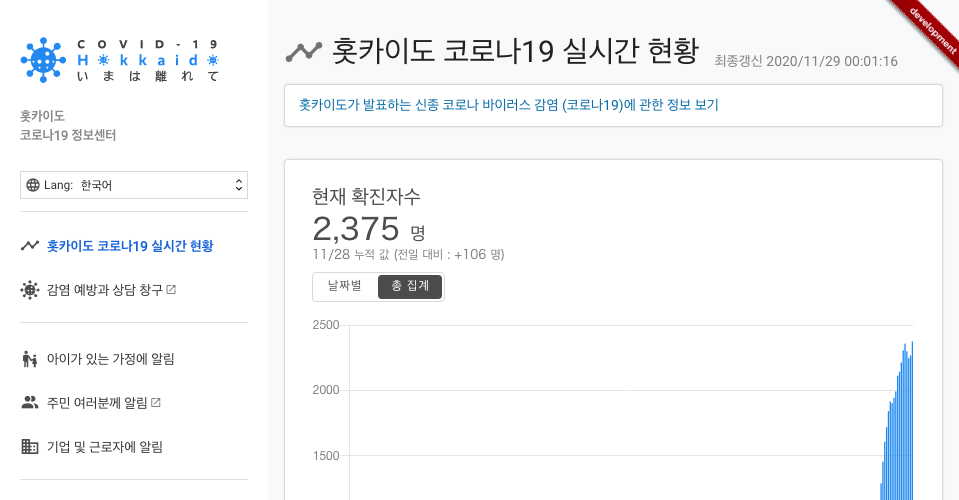 COVID-19
Hokkaido
いまは離れて
홋카이도
코로나19 정보센터
Lang: 한국어
홋카이도 코로나19 실시간 현황
감염 예방과 상담 창구
아이가 있는 가정에 알림
주민 여러분께 알림
기업 및 근로자에 알림
development
홋카이도 코로나19 실시간 현황
최종갱신 2020/11/29 00:01:16
홋카이도가 발표하는 신종 코로나 바이러스 감염 (코로나19)에 관한 정보 보기
현재 확진자수
2,375 명
11/28 누적 값 (전일 대비 : +106 명)
날짜별 총 집계
2500
2000
1500